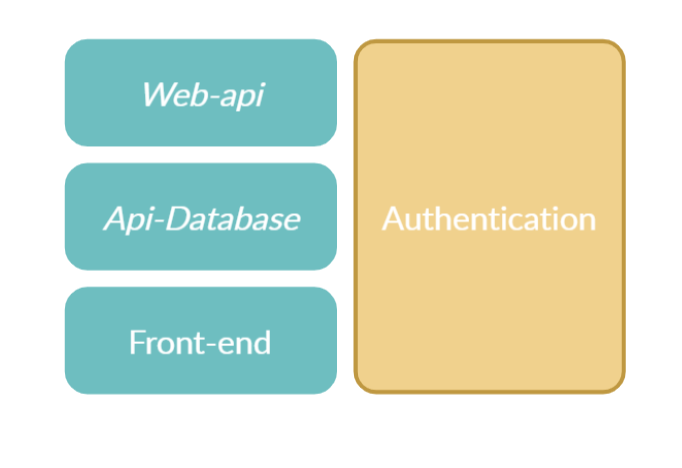 Web-api
Api-Database
Front-end
Authentication